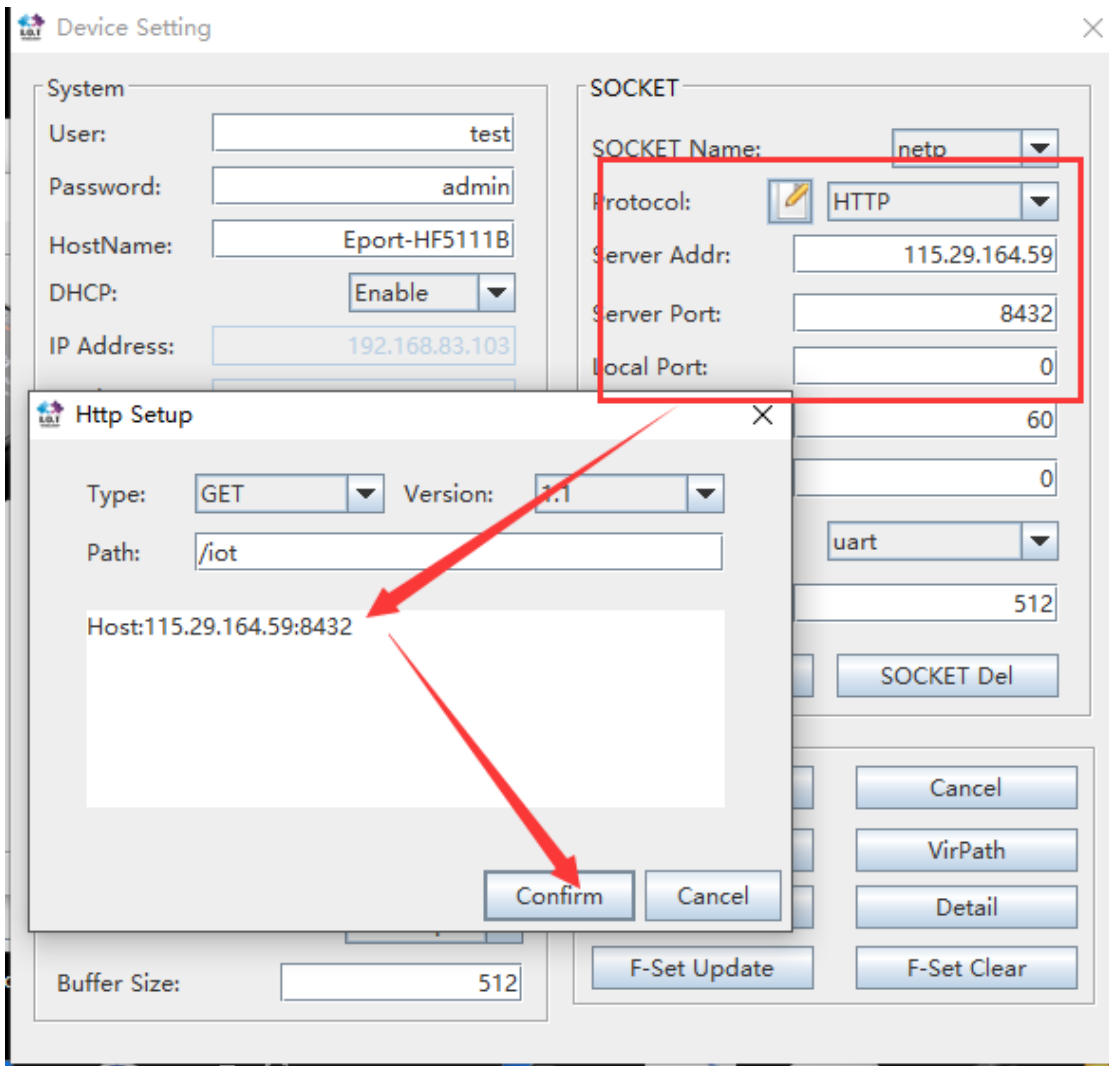 Device Setting
System
User: test
Password: admin
HostName: Eport-HF5111B
DHCP: Enable
IP Address: 192.168.83.103
SOCKET
SOCKET Name: netp
Protocol: HTTP
Server Addr: 115.29.164.59
Server Port: 8432
Local Port: 0
60
0
uart
512
SOCKET Del
Http Setup
Type: GET Version: 1.1
Path: /iot
Host:115.29.164.59:8432
Confirm Cancel
Buffer Size: 512
Cancel
VirPath
Detail
F-Set Update F-Set Clear